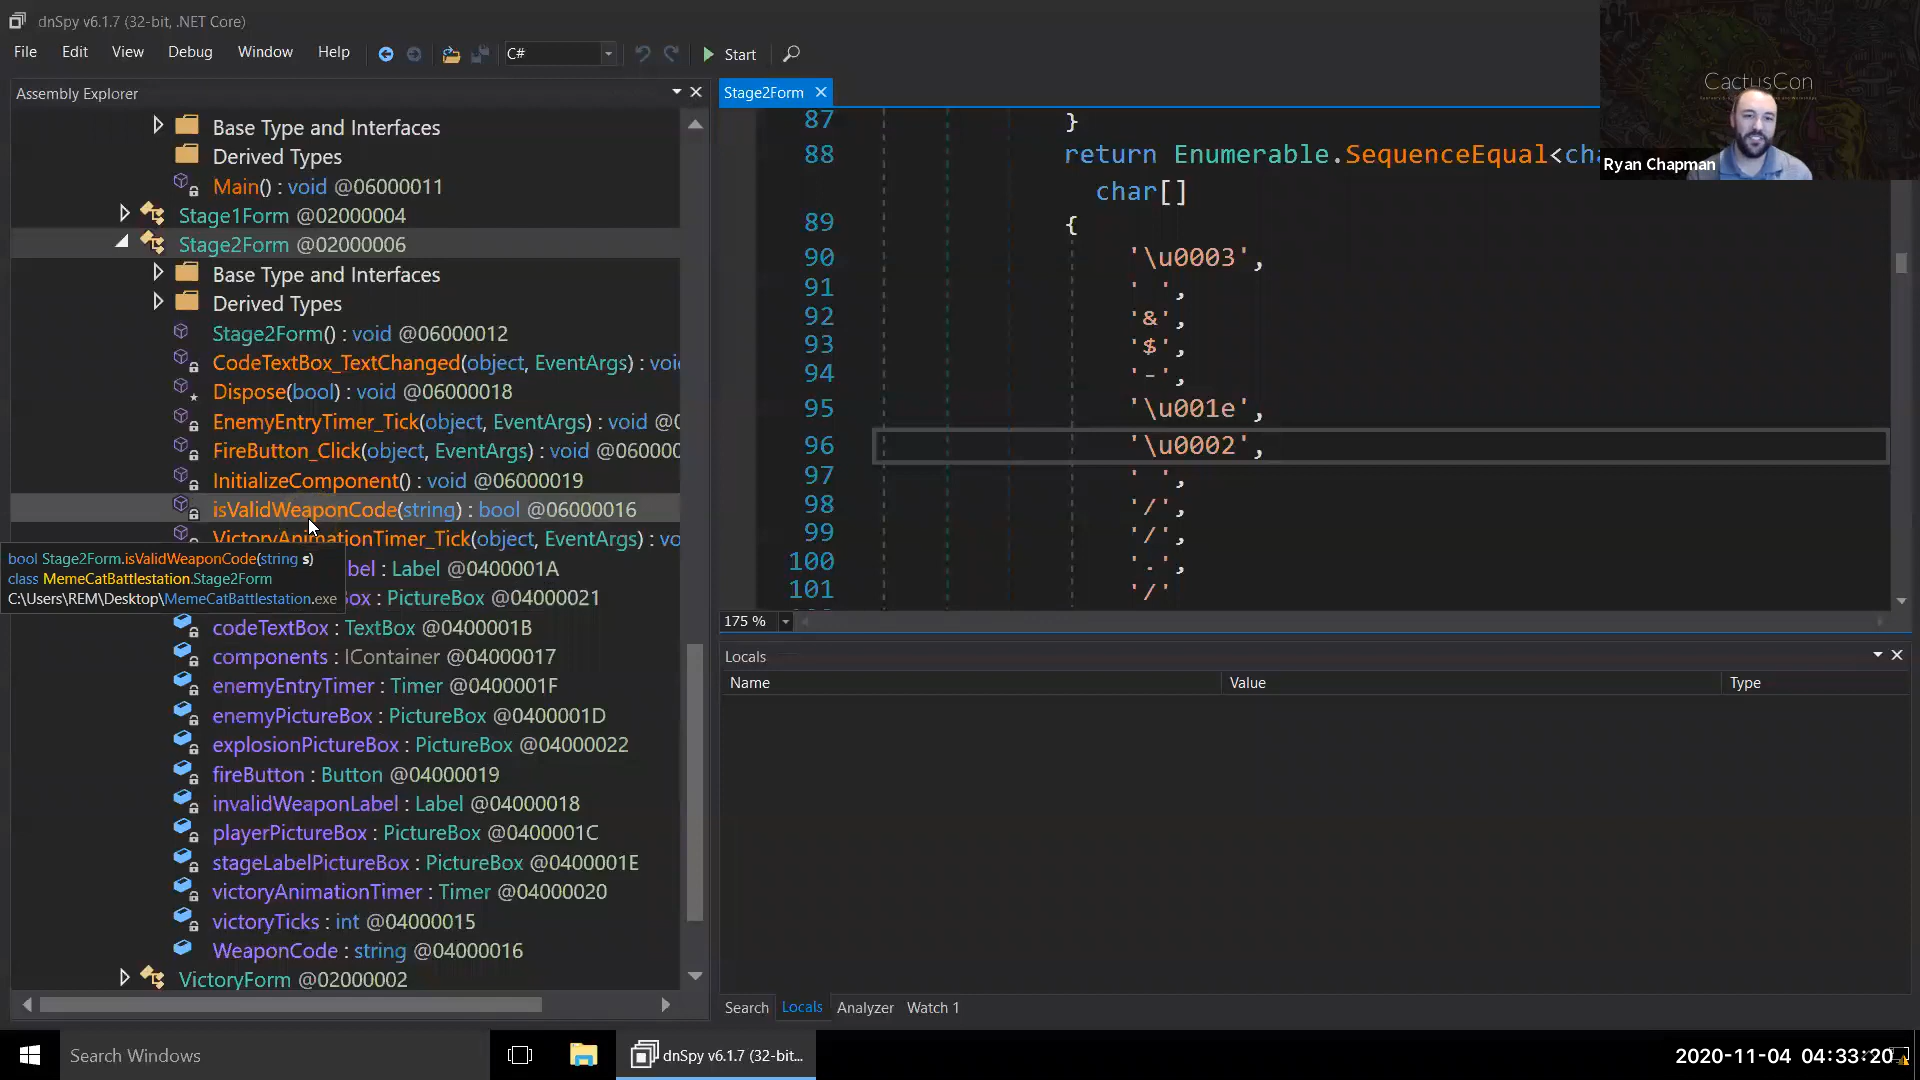 dnSpy v6.1.7 (32-bit, .NET Core)
File Edit View Debug Window Help C# Start
Assembly Explorer
Base Type and Interfaces
Derived Types
Main() : void @06000011
Stage1Form @02000004
Stage2Form @02000006
Base Type and Interfaces
Derived Types
Stage2Form() : void @06000012
CodeTextBox_TextChanged(object, EventArgs) : voi
Dispose(bool) : void @06000018
EnemyEntryTimer_Tick(object, EventArgs) : void @0
FireButton_Click(object, EventArgs) : void @060000
InitializeComponent() : void @06000019
isValidWeaponCode(string) : bool @06000016
VictoryAnimationTimer_Tick(object, EventArgs) : vo
bool Stage2Form.isValidWeaponCode(string s)
class MemeCatBattlestation.Stage2Form
C:\Users\REM\Desktop\MemeCatBattlestation.exe
bel : Label @0400001A
ox : PictureBox @04000021
codeTextBox : TextBox @0400001B
components : IContainer @04000017
enemyEntryTimer : Timer @0400001F
enemyPictureBox : PictureBox @0400001D
explosionPictureBox : PictureBox @04000022
fireButton : Button @04000019
invalidWeaponLabel : Label @04000018
playerPictureBox : PictureBox @0400001C
stageLabelPictureBox : PictureBox @0400001E
victoryAnimationTimer : Timer @04000020
victoryTicks : int @04000015
WeaponCode : string @04000016
VictoryForm @02000002
Stage2Form
87 }
88 return Enumerable.SequenceEqual<ch
char[]
89 {
90 '\u0003',
91 ' ',
92 '&',
93 '$',
94 '-',
95 '\u001e',
96 '\u0002',
97 ' ',
98 '/',
99 '/',
100 '.',
101 '/'
175 %
Locals
Name Value Type
Search Locals Analyzer Watch 1
CactusCon
Ryan Chapman
Search Windows
dnSpy v6.1.7 (32-bit...
2020-11-04 04:33:20